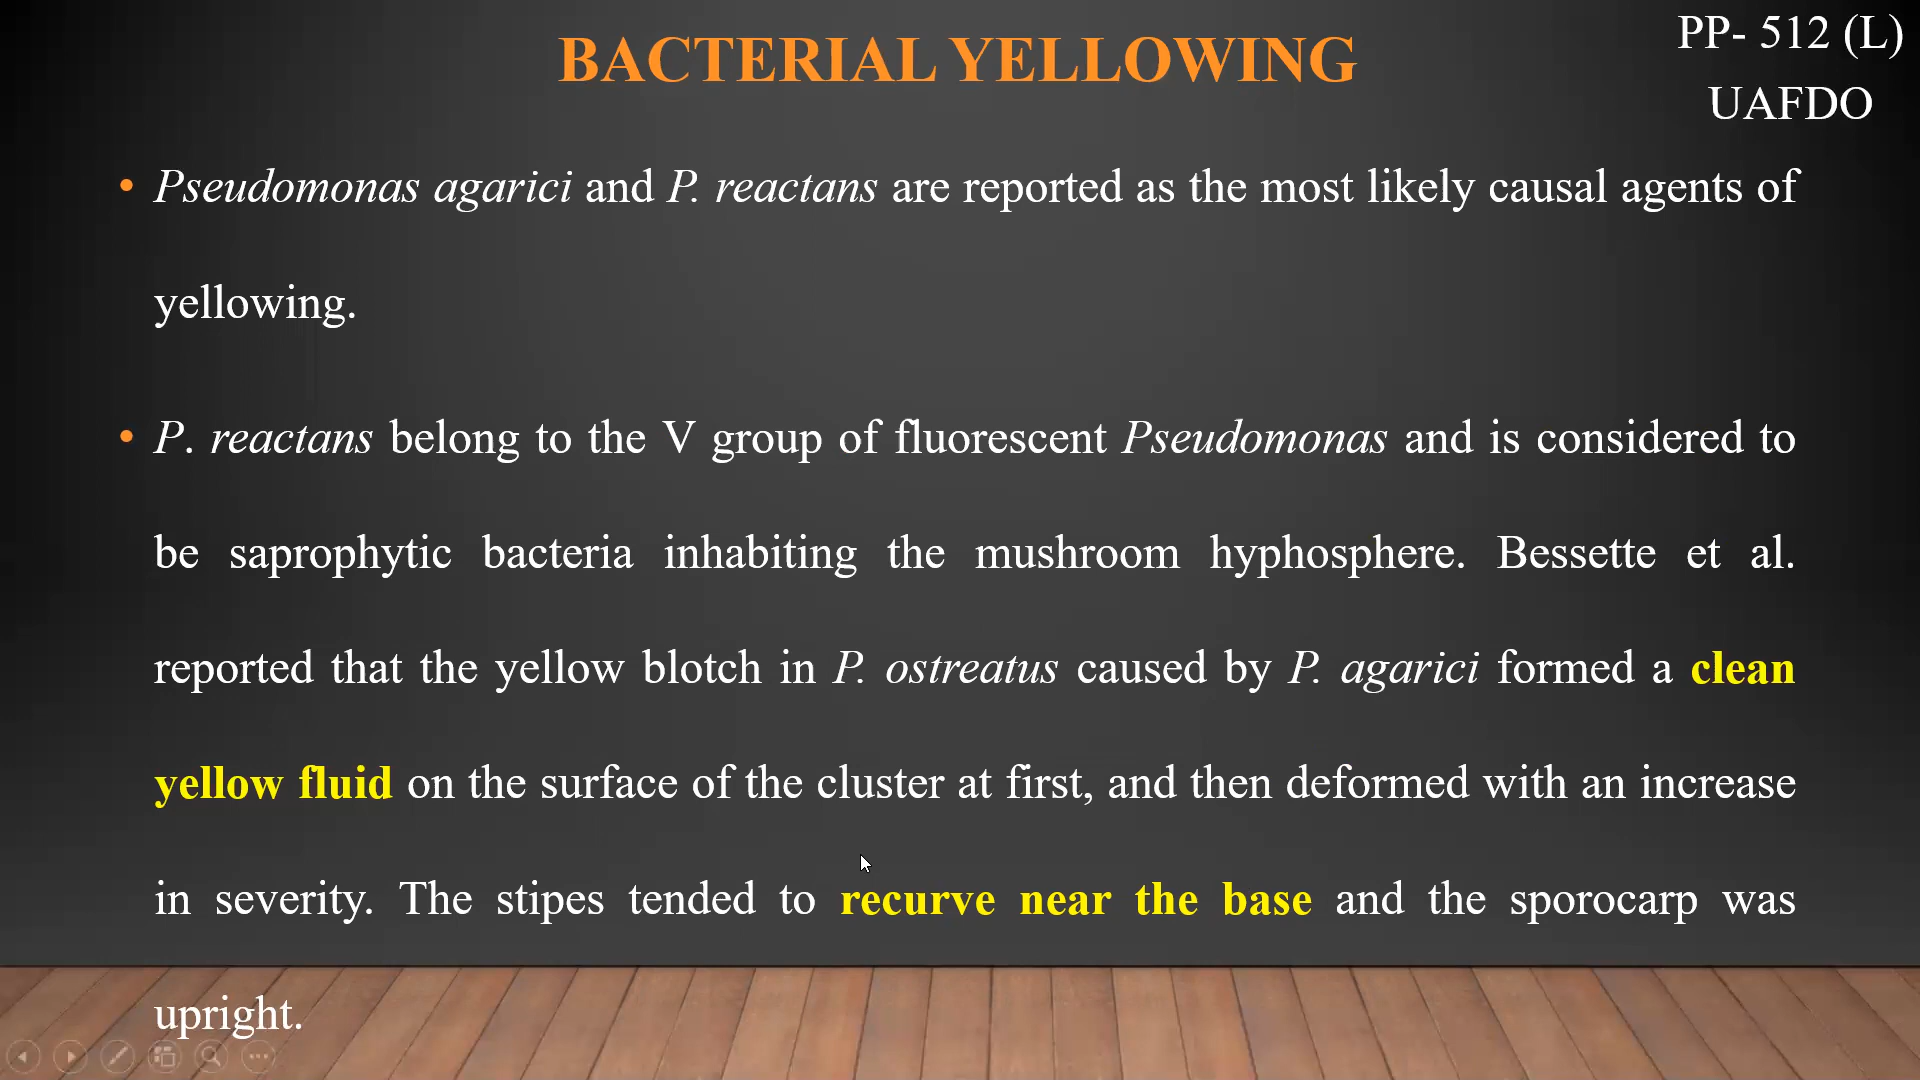 BACTERIAL YELLOWING
PP- 512 (L)
UAFDO
• Pseudomonas agarici and P. reactans are reported as the most likely causal agents of
yellowing.
• P. reactans belong to the V group of fluorescent Pseudomonas and is considered to
be saprophytic bacteria inhabiting the mushroom hyphosphere. Bessette et al.
reported that the yellow blotch in P. ostreatus caused by P. agarici formed a clean
yellow fluid on the surface of the cluster at first, and then deformed with an increase
in severity. The stipes tended to recurve near the base and the sporocarp was
upright.